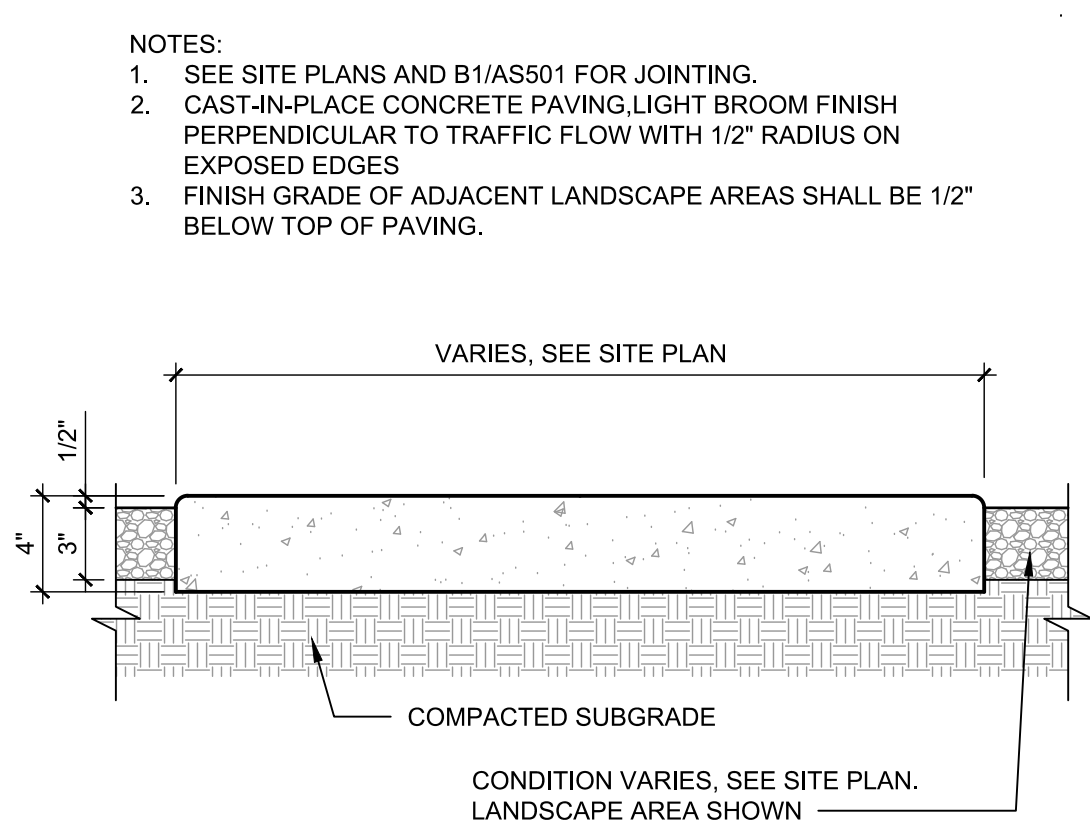 NOTES:
1. SEE SITE PLANS AND B1/AS501 FOR JOINTING.
2. CAST-IN-PLACE CONCRETE PAVING,LIGHT BROOM FINISH
PERPENDICULAR TO TRAFFIC FLOW WITH 1/2" RADIUS ON
EXPOSED EDGES
3. FINISH GRADE OF ADJACENT LANDSCAPE AREAS SHALL BE 1/2"
BELOW TOP OF PAVING.
VARIES, SEE SITE PLAN
1/2"
4"
3"
COMPACTED SUBGRADE
CONDITION VARIES, SEE SITE PLAN.
LANDSCAPE AREA SHOWN